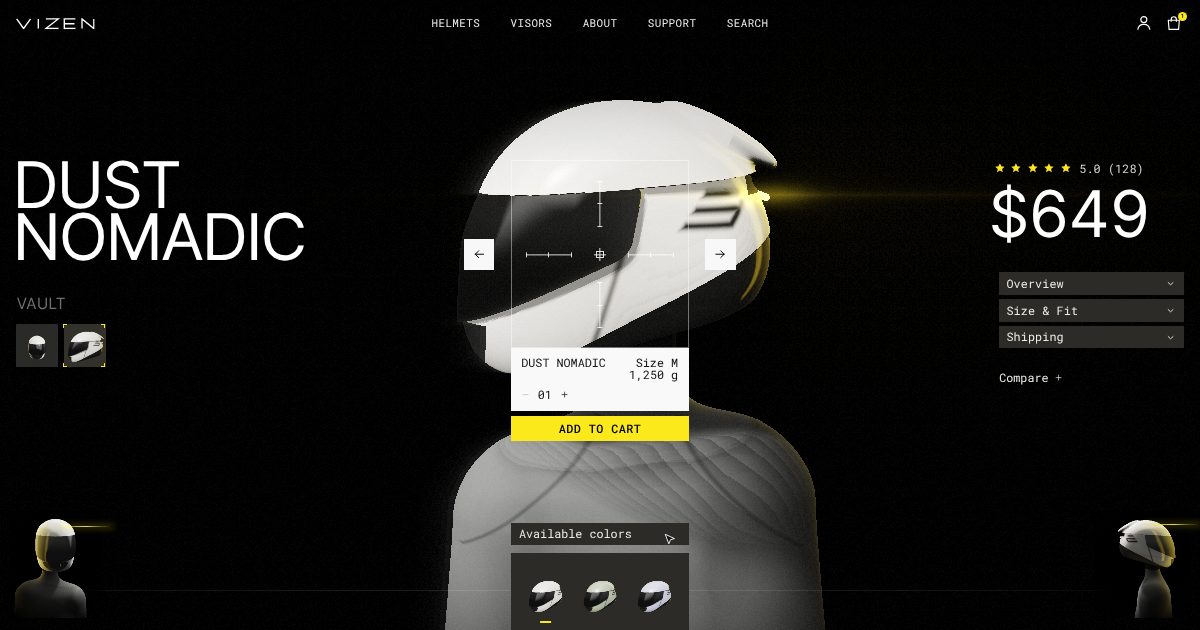 VIZEN
HELMETS
VISORS
ABOUT
SUPPORT
SEARCH
1
DUST
NOMADIC
VAULT
5.0 (128)
$649
Overview
Size & Fit
Shipping
Compare +
DUST NOMADIC
Size M
1,250 g
− 01 +
ADD TO CART
Available colors